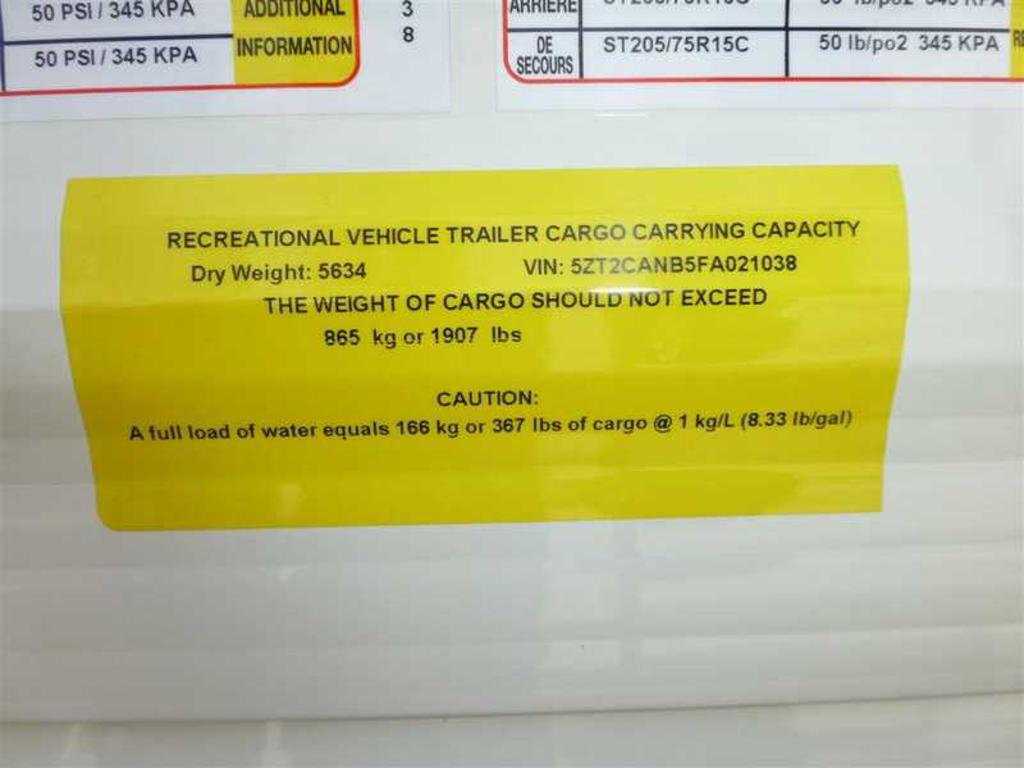 50 PSI / 345 KPA
ADDITIONAL
3
50 PSI / 345 KPA
INFORMATION
8
ARRIÈRE
DE SECOURS
ST205/75R15C
50 lb/po2 345 KPA
RECREATIONAL VEHICLE TRAILER CARGO CARRYING CAPACITY
Dry Weight: 5634 VIN: 5ZT2CANB5FA021038
THE WEIGHT OF CARGO SHOULD NOT EXCEED
865 kg or 1907 lbs
CAUTION:
A full load of water equals 166 kg or 367 lbs of cargo @ 1 kg/L (8.33 lb/gal)